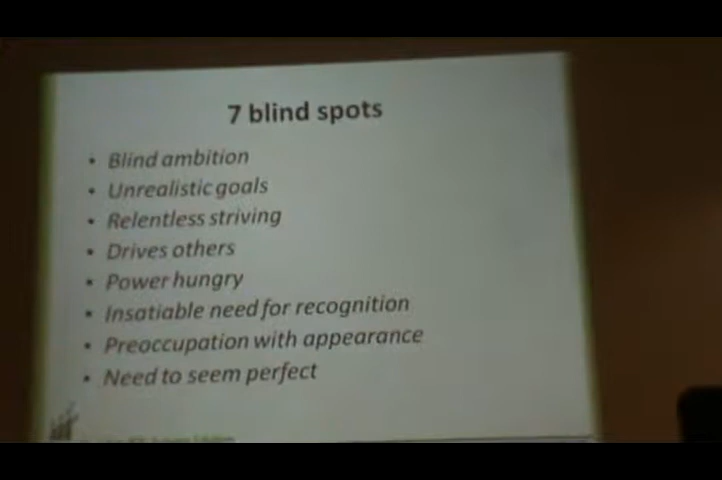 7 blind spots
• Blind ambition
• Unrealistic goals
• Relentless striving
• Drives others
• Power hungry
• Insatiable need for recognition
• Preoccupation with appearance
• Need to seem perfect